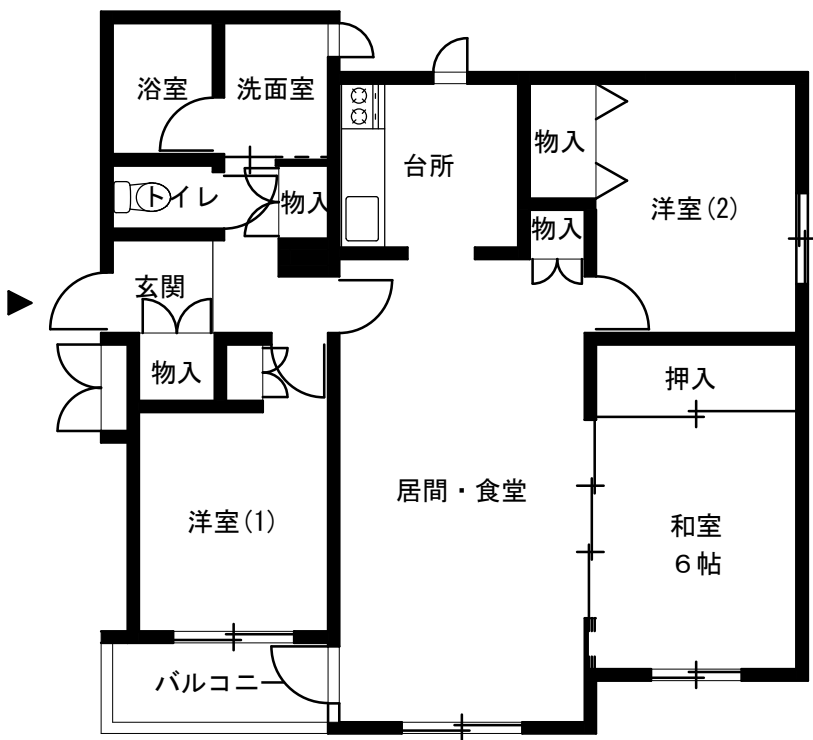 浴室
洗面室
台所
物入
洋室(2)
トイレ
物入
物入
玄関
物入
押入
居間・食堂
洋室(1)
和室
6帖
バルコニー